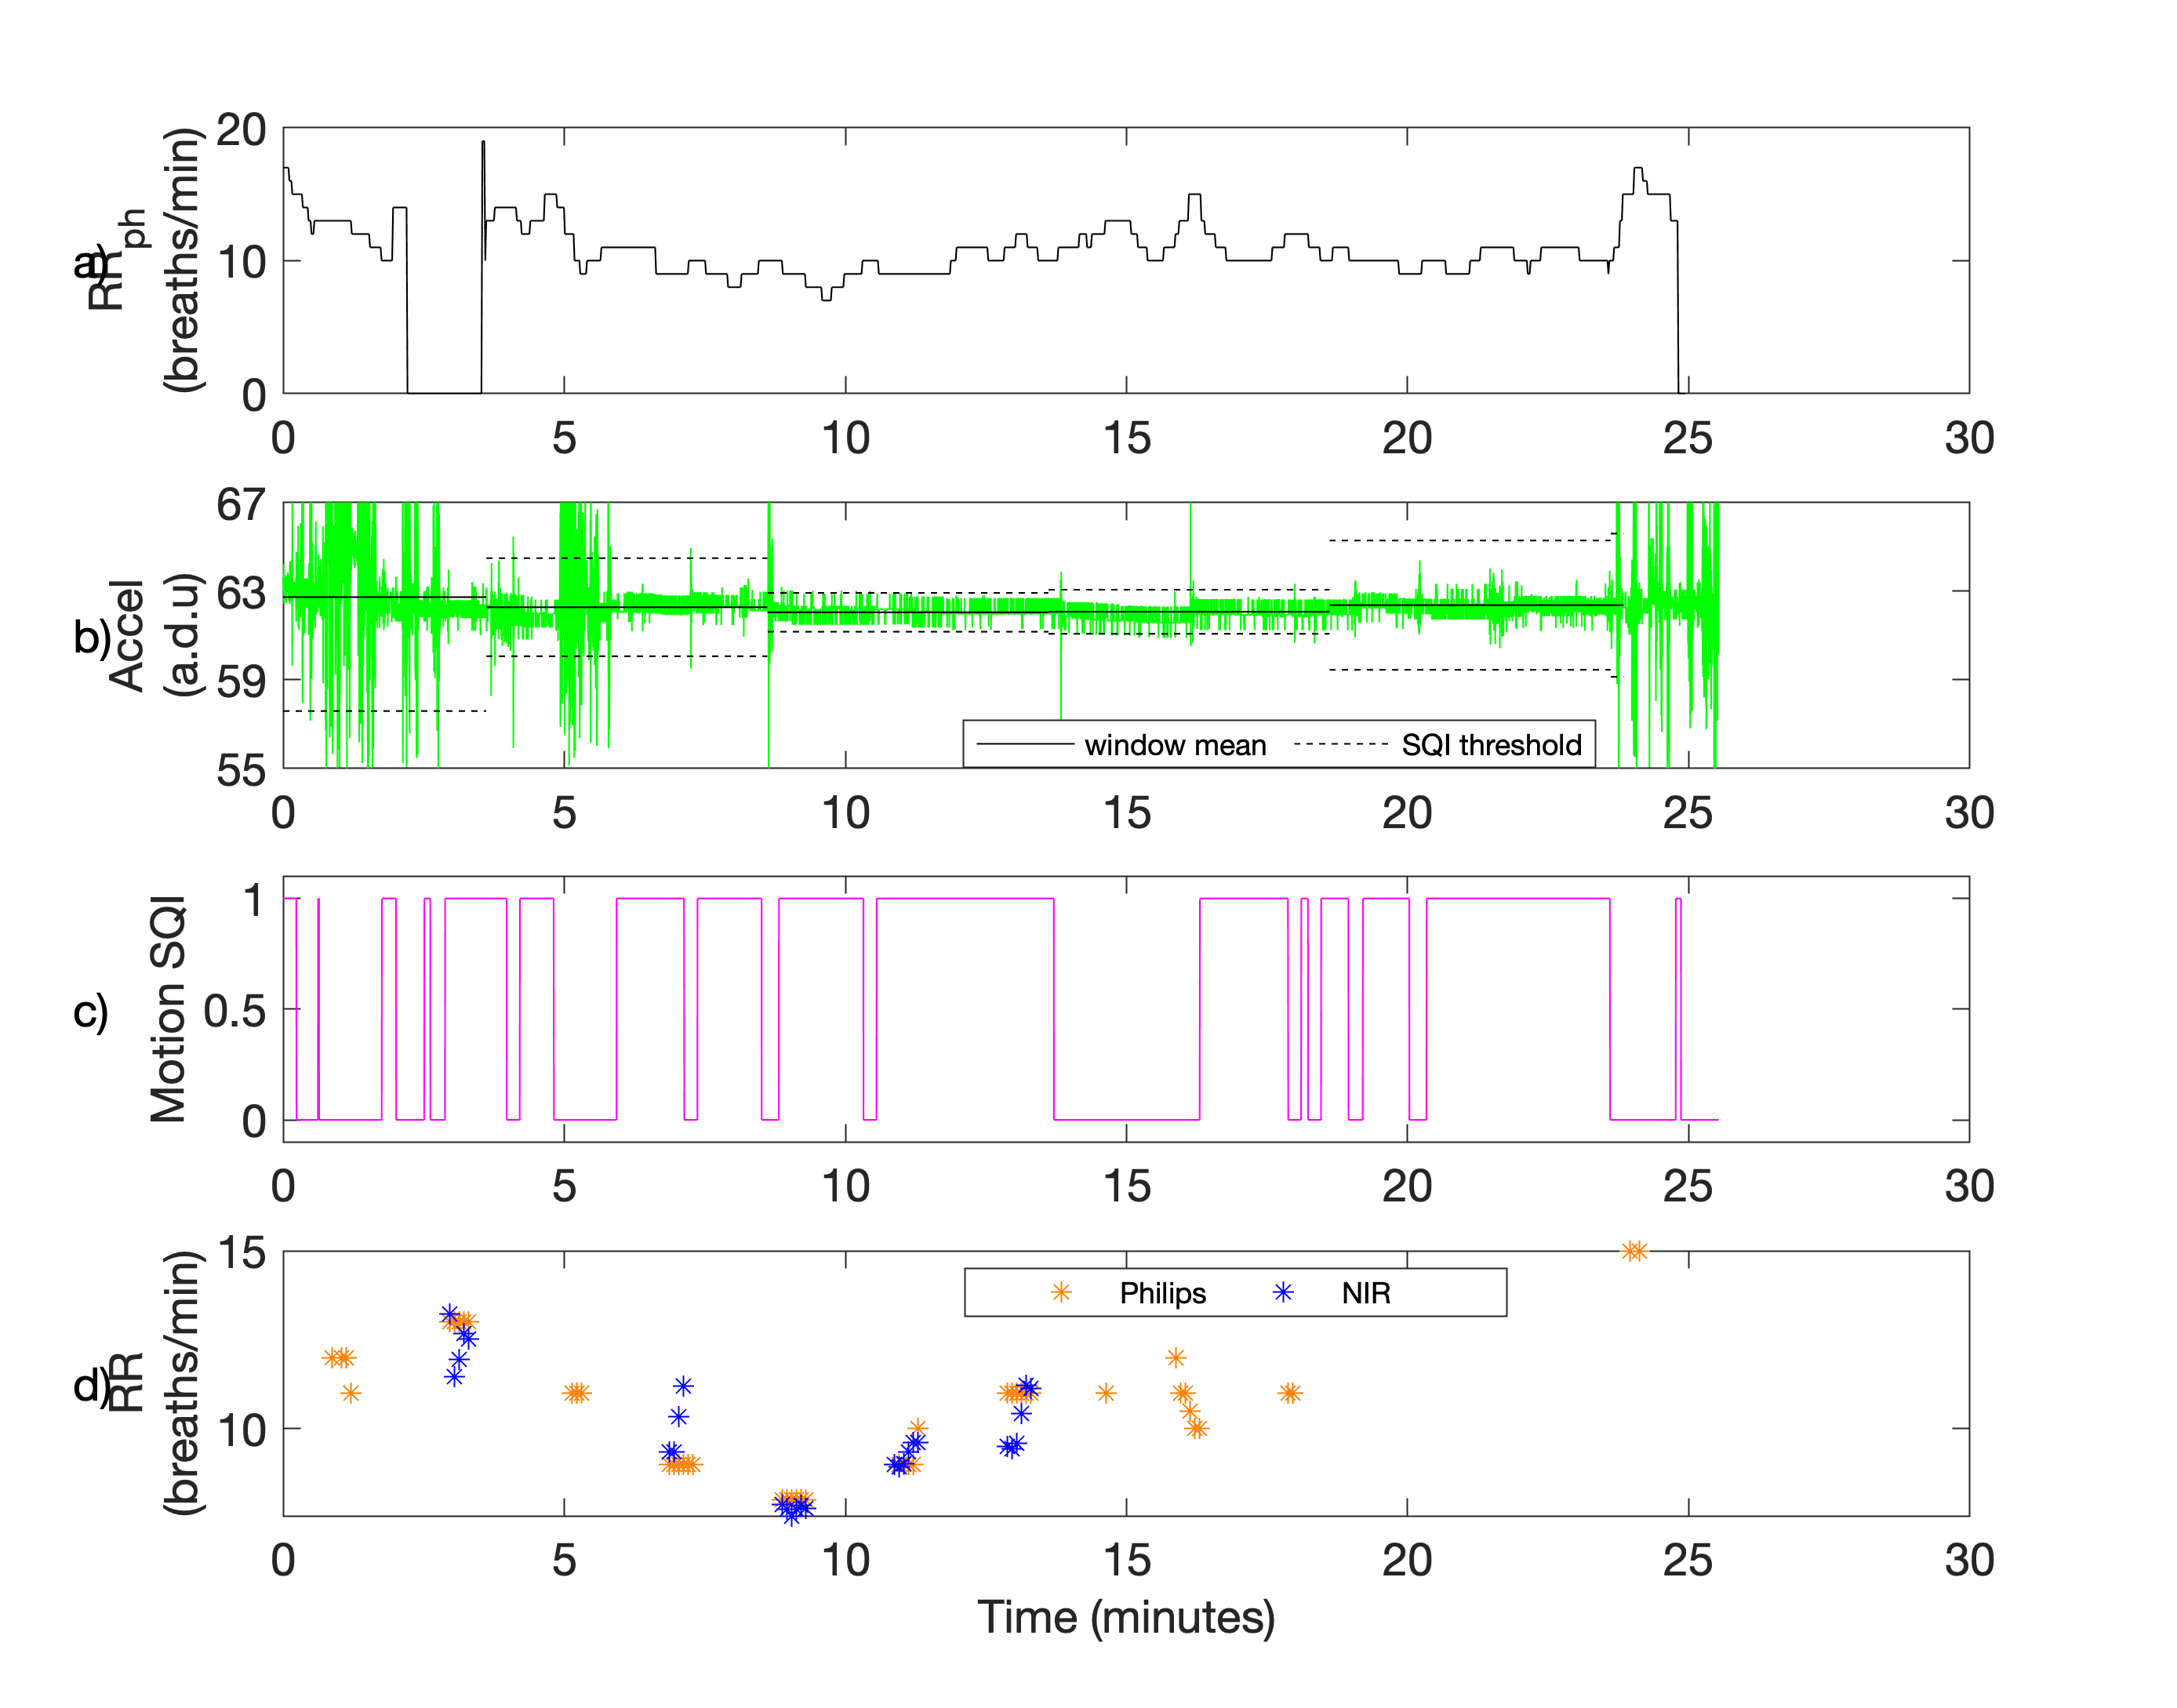 a)
RRph
(breaths/min)
20
10
0
0 5 10 15 20 25 30
b)
Accel
(a.d.u)
67
63
59
55
window mean SQI threshold
0 5 10 15 20 25 30
c)
Motion SQI
1
0.5
0
0 5 10 15 20 25 30
d)
RR
(breaths/min)
15
10
Philips NIR
0 5 10 15 20 25 30
Time (minutes)